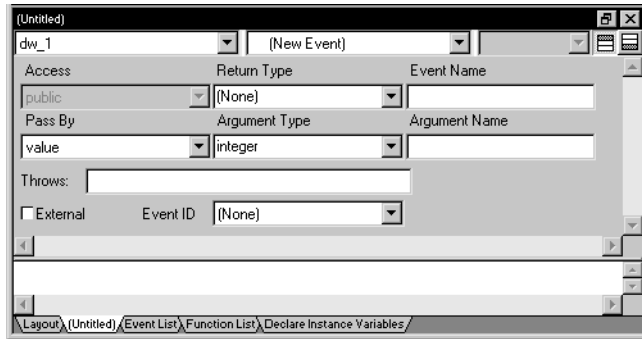 (Untitled)
dw_1 (New Event)
Access Return Type Event Name
public (None)
Pass By Argument Type Argument Name
value integer
Throws:
External Event ID (None)
Layout (Untitled) Event List Function List Declare Instance Variables